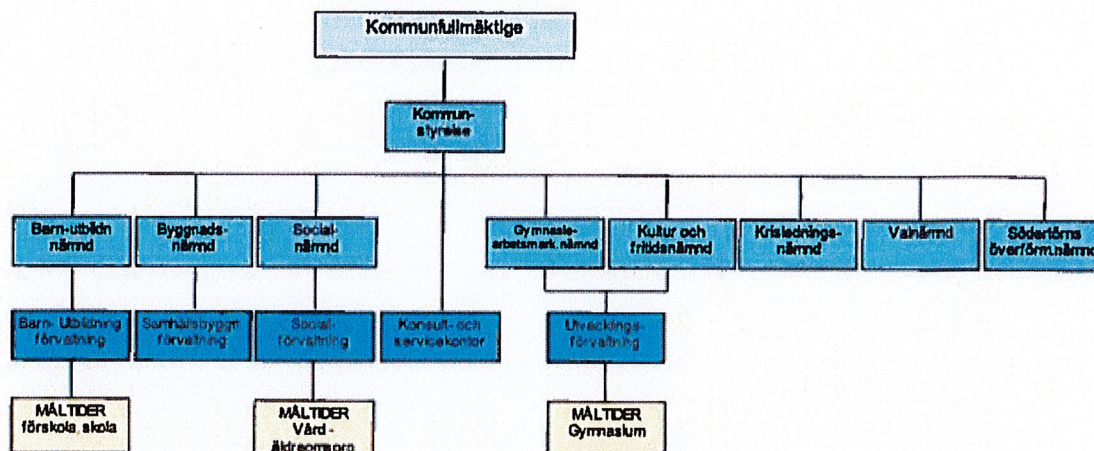 Kommunfullmäktige
Kommun-
styrelse
Barn-utbildn
nämnd
Byggnads-
nämnd
Social-
nämnd
Gymnasie-
arbetsmark.nämnd
Kultur och
fritidsnämnd
Krislednings-
nämnd
Valnämnd
Södertörns
överförm.nämnd
Barn- Utbildning
förvaltning
Samhällsbyggn
förvaltning
Social-
förvaltning
Konsult- och
servicekontor
Utvecklings-
förvaltning
MÅLTIDER
förskola, skola
MÅLTIDER
Vård -
äldreomsorg
MÅLTIDER
Gymnasium